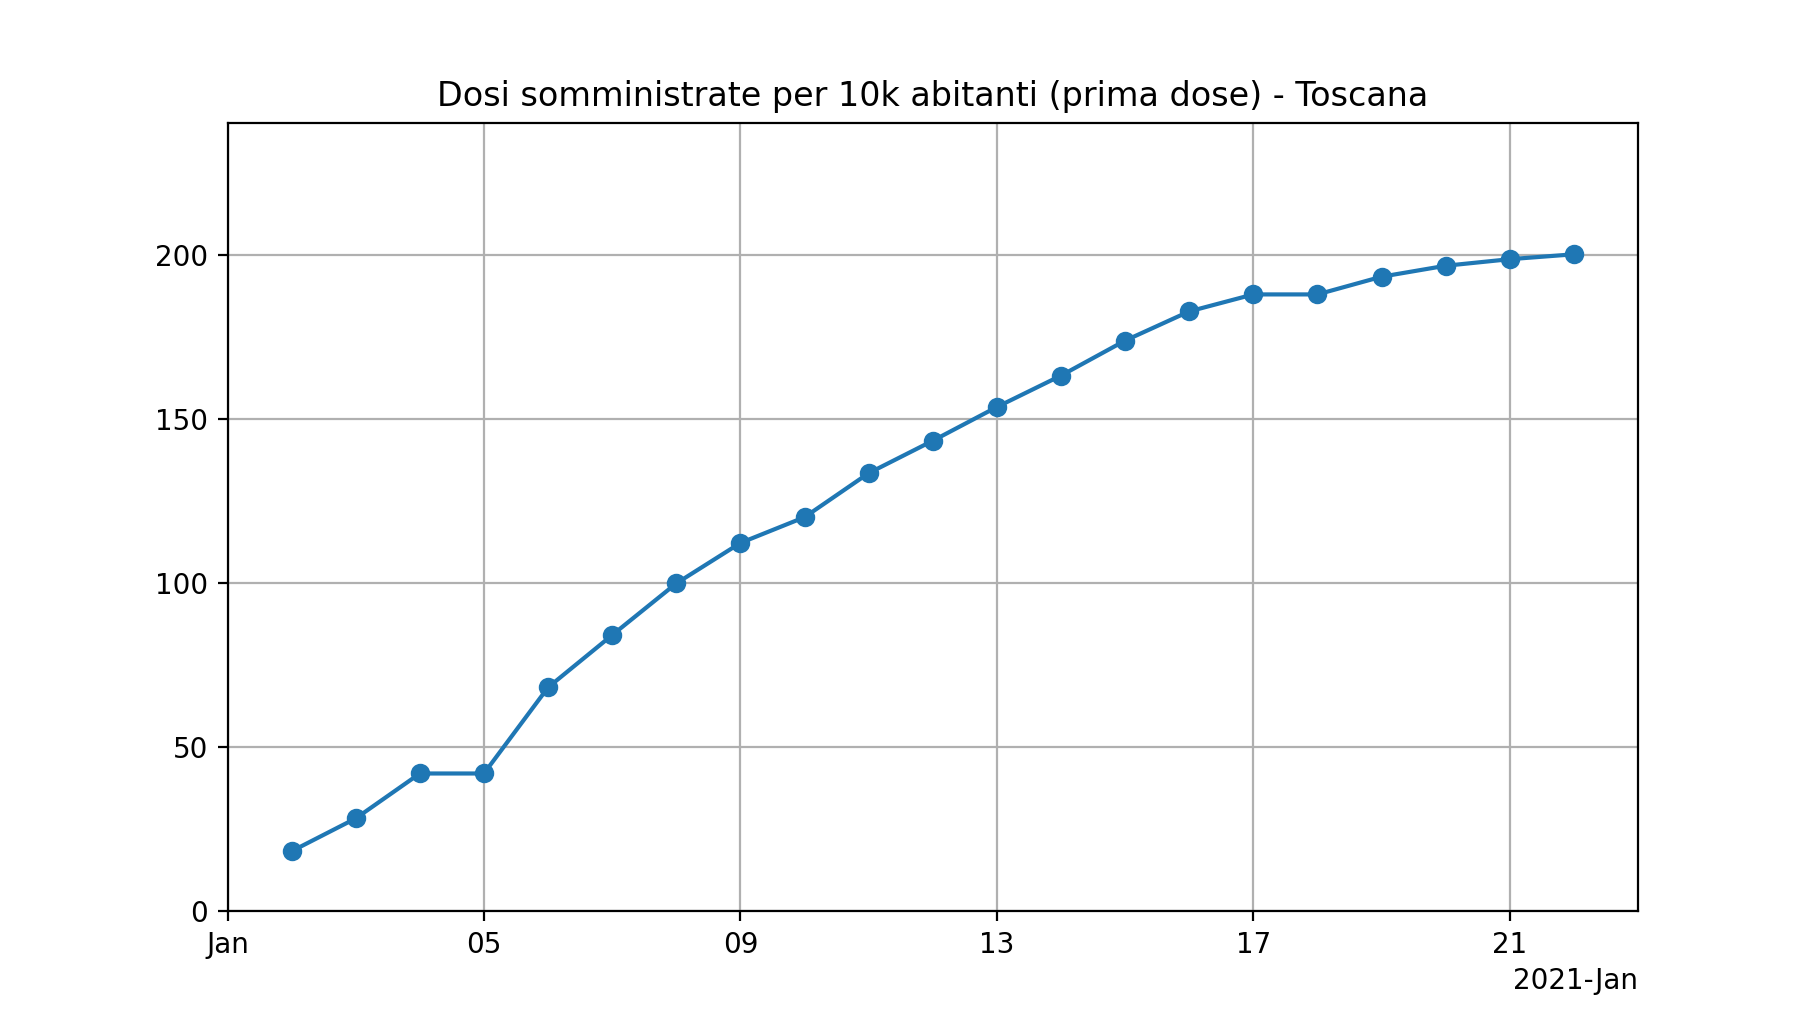 Dosi somministrate per 10k abitanti (prima dose) - Toscana
200
150
100
50
0
Jan 05 09 13 17 21
2021-Jan